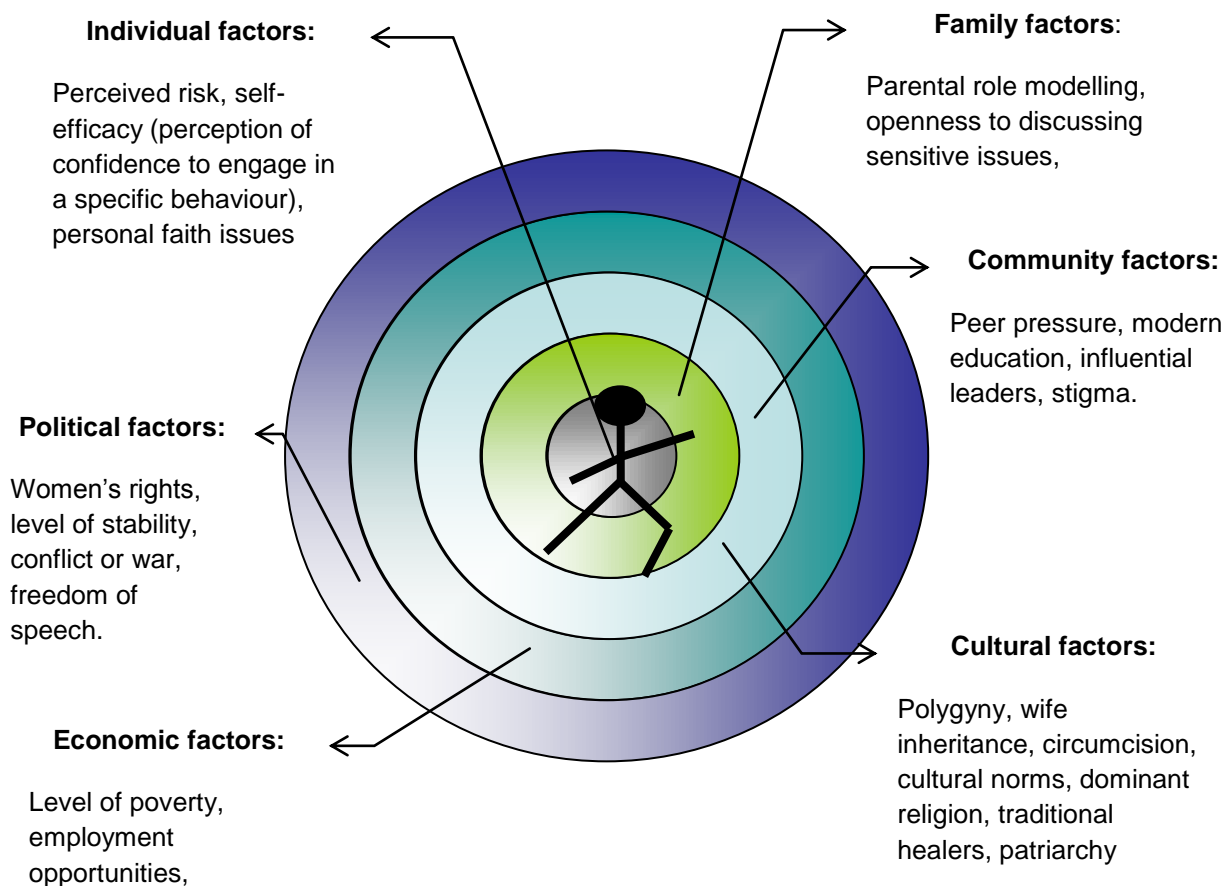 Individual factors:
Perceived risk, self-
efficacy (perception of
confidence to engage in
a specific behaviour),
personal faith issues
Family factors:
Parental role modelling,
openness to discussing
sensitive issues,
Community factors:
Peer pressure, modern
education, influential
leaders, stigma.
Political factors:
Women’s rights,
level of stability,
conflict or war,
freedom of
speech.
Cultural factors:
Polygyny, wife
inheritance, circumcision,
cultural norms, dominant
religion, traditional
healers, patriarchy
Economic factors:
Level of poverty,
employment
opportunities,